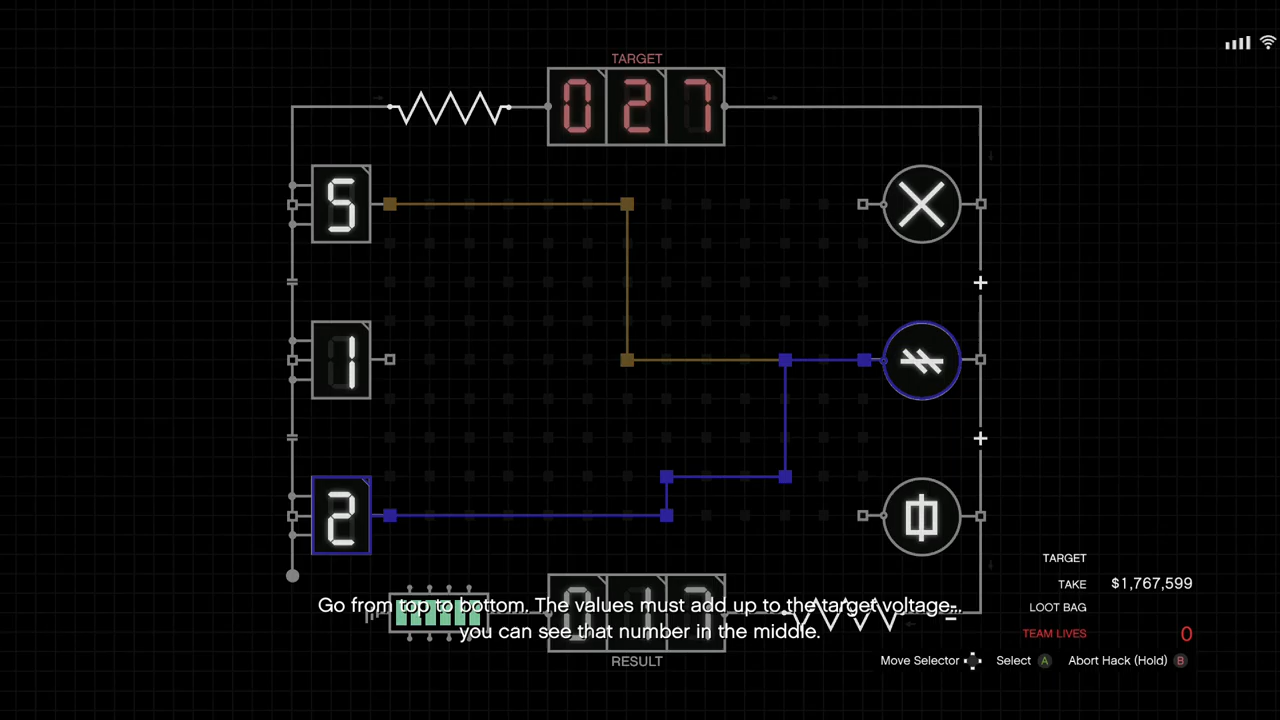 TARGET
027
5
1
2
017
Go from top to bottom. The values must add up to the target voltage...
you can see that number in the middle.
RESULT
TARGET
TAKE $1,767,599
LOOT BAG
TEAM LIVES 0
Move Selector Select A Abort Hack (Hold) B